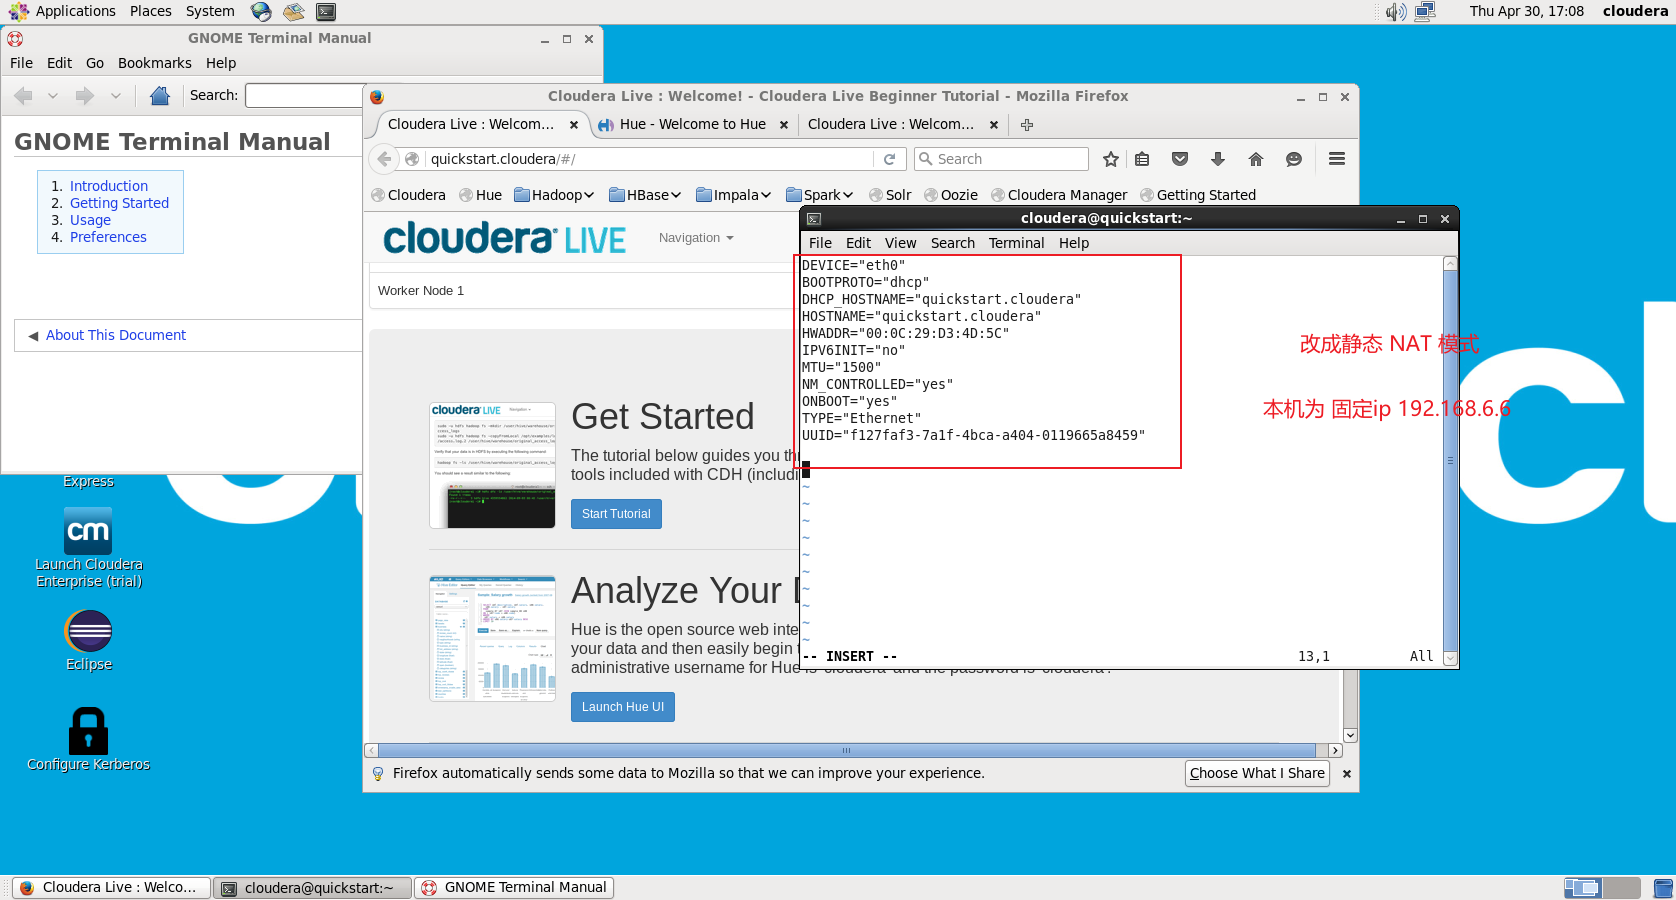 Applications Places System
Thu Apr 30, 17:08 cloudera
GNOME Terminal Manual
File Edit Go Bookmarks Help
Search:
GNOME Terminal Manual
1. Introduction
2. Getting Started
3. Usage
4. Preferences
◀ About This Document
Cloudera Live : Welcome! - Cloudera Live Beginner Tutorial - Mozilla Firefox
Cloudera Live : Welcom...
Hue - Welcome to Hue
Cloudera Live : Welcom...
quickstart.cloudera/#/
Search
Cloudera Hue Hadoop HBase Impala Spark Solr Oozie Cloudera Manager Getting Started
cloudera LIVE Navigation
Worker Node 1
Get Started
The tutorial below guides you th
tools included with CDH (includi
Start Tutorial
Analyze Your
Hue is the open source web inte
your data and then easily begin
administrative username for Hue is 'cloudera' and the password is 'cloudera'.
Launch Hue UI
Firefox automatically sends some data to Mozilla so that we can improve your experience.
Choose What I Share
cloudera@quickstart:~
File Edit View Search Terminal Help
DEVICE="eth0"
BOOTPROTO="dhcp"
DHCP_HOSTNAME="quickstart.cloudera"
HOSTNAME="quickstart.cloudera"
HWADDR="00:0C:29:D3:4D:5C"
IPV6INIT="no"
MTU="1500"
NM_CONTROLLED="yes"
ONBOOT="yes"
TYPE="Ethernet"
UUID="f127faf3-7a1f-4bca-a404-0119665a8459"
~
~
~
~
~
~
~
~
~
~
-- INSERT -- 13,1 All
改成静态 NAT 模式
本机为 固定ip 192.168.6.6
Express
cm
Launch Cloudera
Enterprise (trial)
Eclipse
Configure Kerberos
Cloudera Live : Welco...
cloudera@quickstart:~
GNOME Terminal Manual